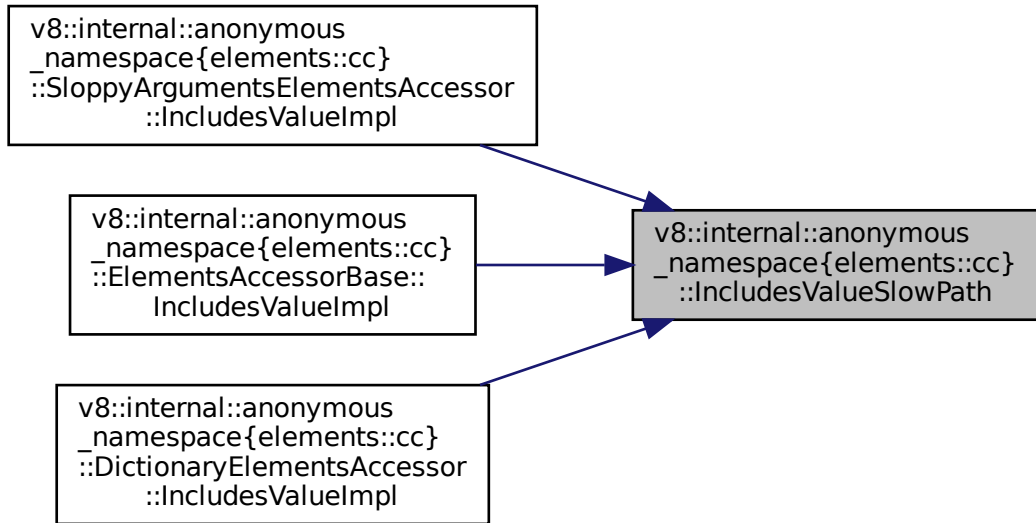 v8::internal::anonymous
_namespace{elements::cc}
::SloppyArgumentsElementsAccessor
::IncludesValueImpl
v8::internal::anonymous
_namespace{elements::cc}
::ElementsAccessorBase::
IncludesValueImpl
v8::internal::anonymous
_namespace{elements::cc}
::DictionaryElementsAccessor
::IncludesValueImpl
v8::internal::anonymous
_namespace{elements::cc}
::IncludesValueSlowPath